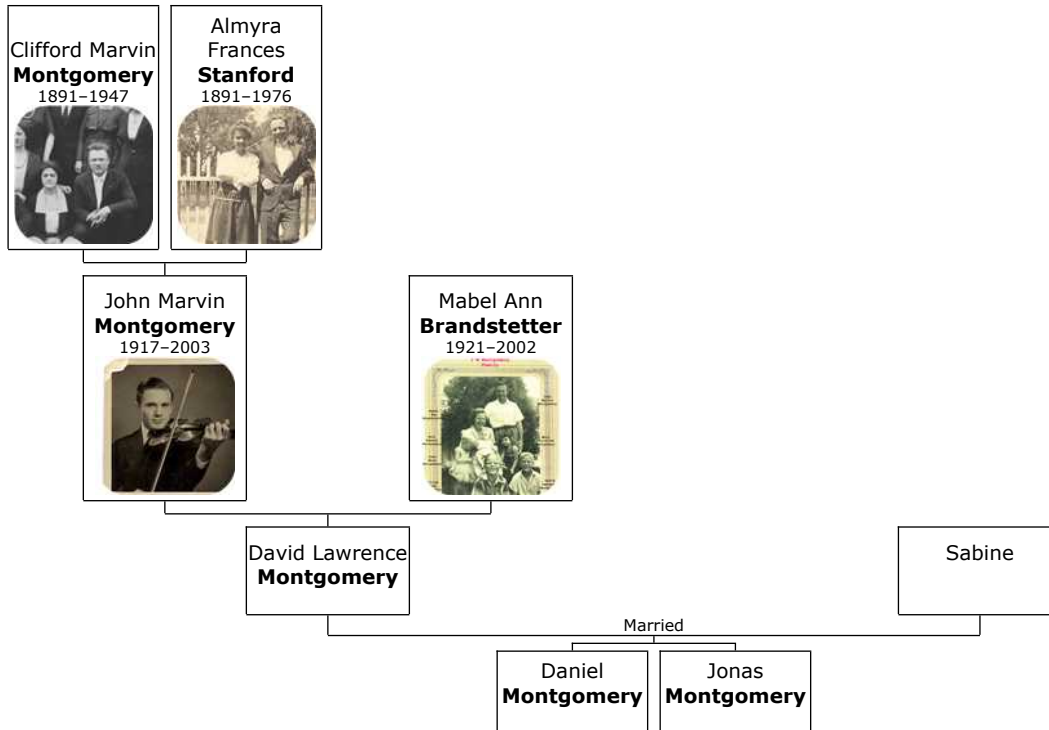 Clifford Marvin
Montgomery
1891–1947
Almyra
Frances
Stanford
1891–1976
John Marvin
Montgomery
1917–2003
Mabel Ann
Brandstetter
1921–2002
David Lawrence
Montgomery
Sabine
Married
Daniel
Montgomery
Jonas
Montgomery